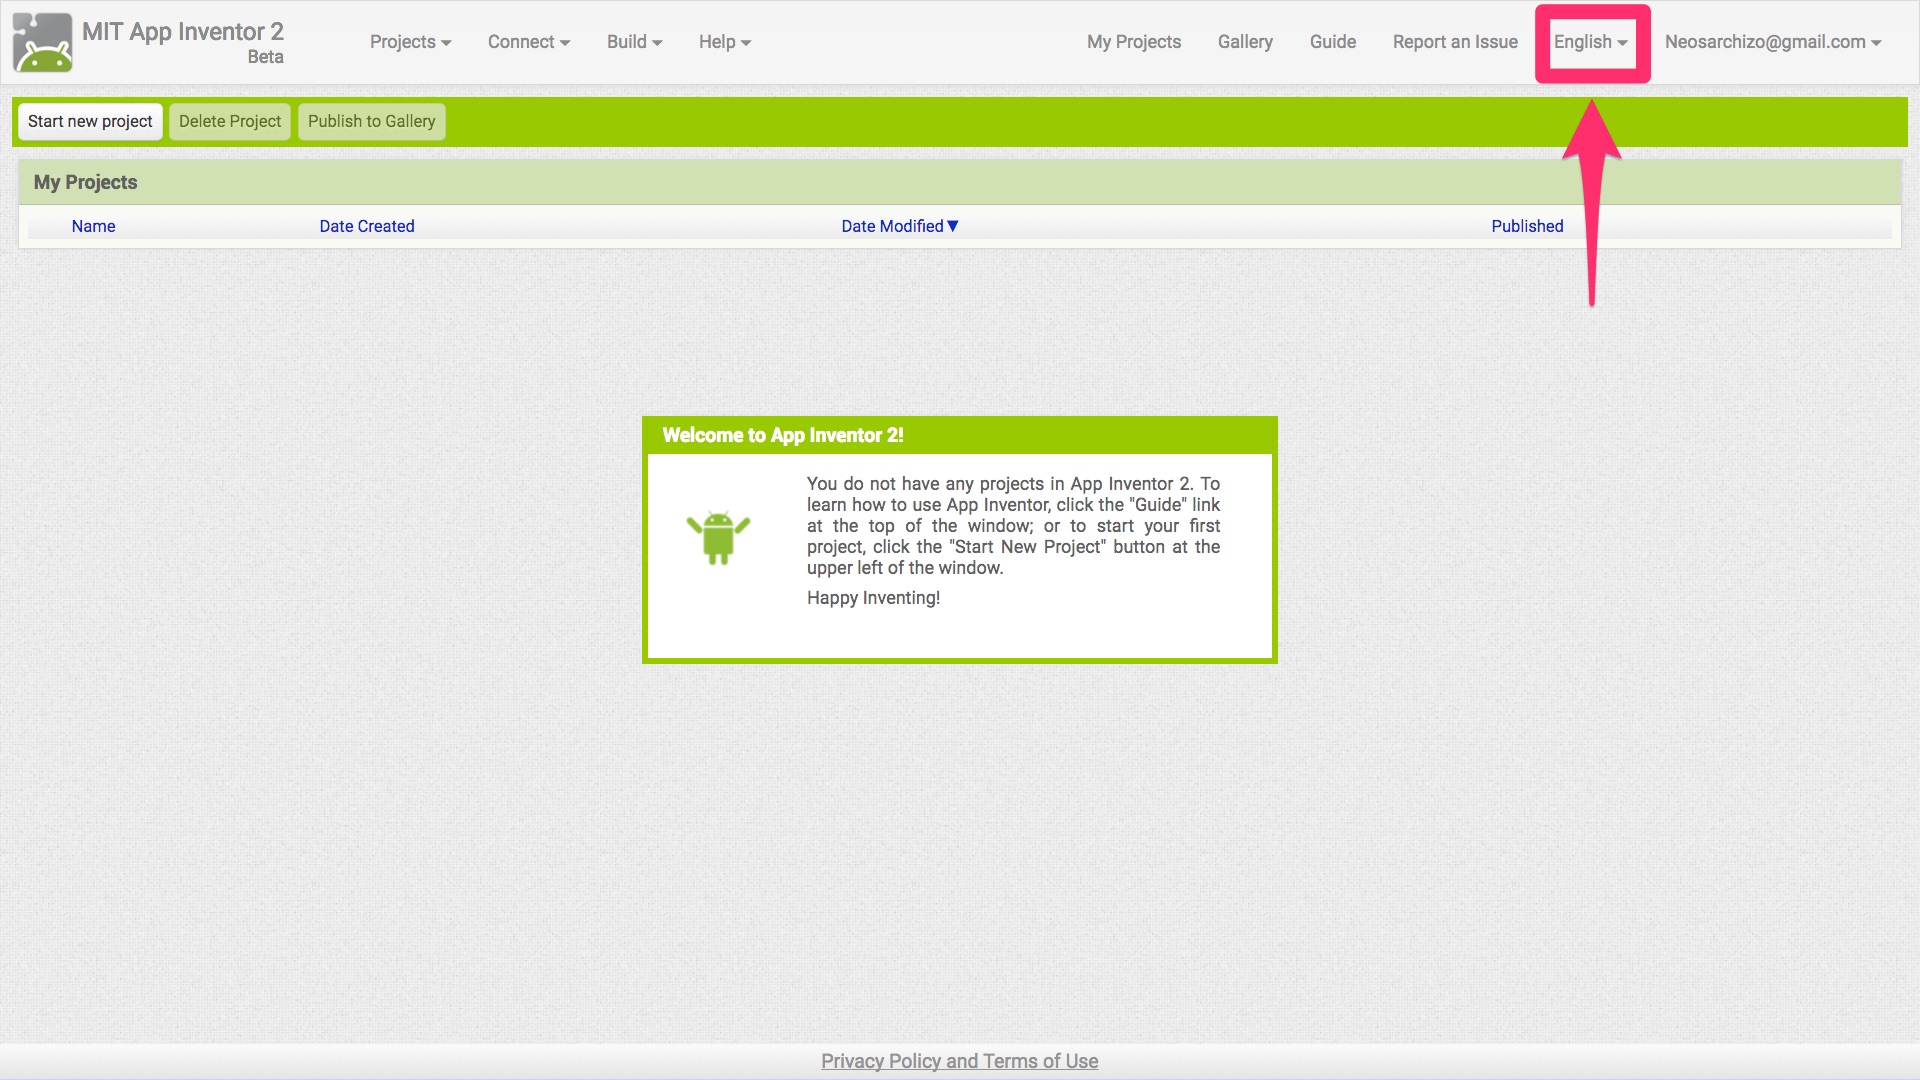 MIT App Inventor 2
Beta
Projects Connect Build Help My Projects Gallery Guide Report an Issue English Neosarchizo@gmail.com
Start new project Delete Project Publish to Gallery
My Projects
Name Date Created Date Modified▼ Published
Welcome to App Inventor 2!
You do not have any projects in App Inventor 2. To
learn how to use App Inventor, click the "Guide" link
at the top of the window; or to start your first
project, click the "Start New Project" button at the
upper left of the window.
Happy Inventing!
Privacy Policy and Terms of Use